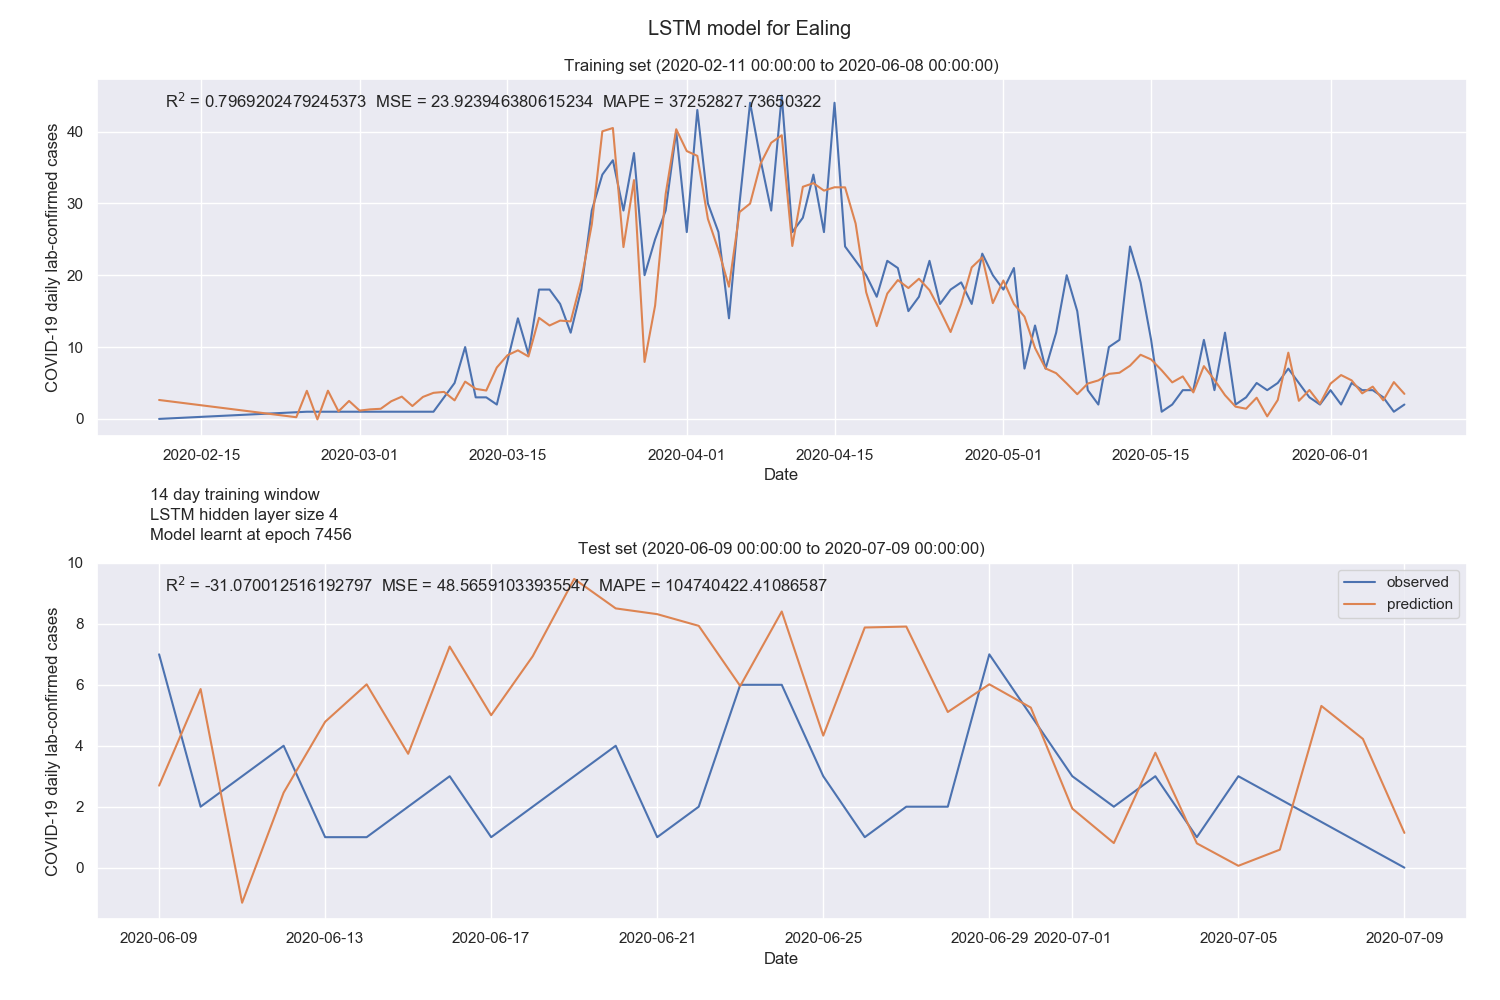 LSTM model for Ealing
Training set (2020-02-11 00:00:00 to 2020-06-08 00:00:00)
R² = 0.7969202479245373 MSE = 23.923946380615234 MAPE = 37252827.73650322
COVID-19 daily lab-confirmed cases
40
30
20
10
0
2020-02-15 2020-03-01 2020-03-15 2020-04-01 2020-04-15 2020-05-01 2020-05-15 2020-06-01
Date
14 day training window
LSTM hidden layer size 4
Model learnt at epoch 7456
Test set (2020-06-09 00:00:00 to 2020-07-09 00:00:00)
R² = -31.070012516192797 MSE = 48.56591033935547 MAPE = 104740422.41086587
observed
prediction
COVID-19 daily lab-confirmed cases
10
8
6
4
2
0
2020-06-09 2020-06-13 2020-06-17 2020-06-21 2020-06-25 2020-06-29 2020-07-01 2020-07-05 2020-07-09
Date